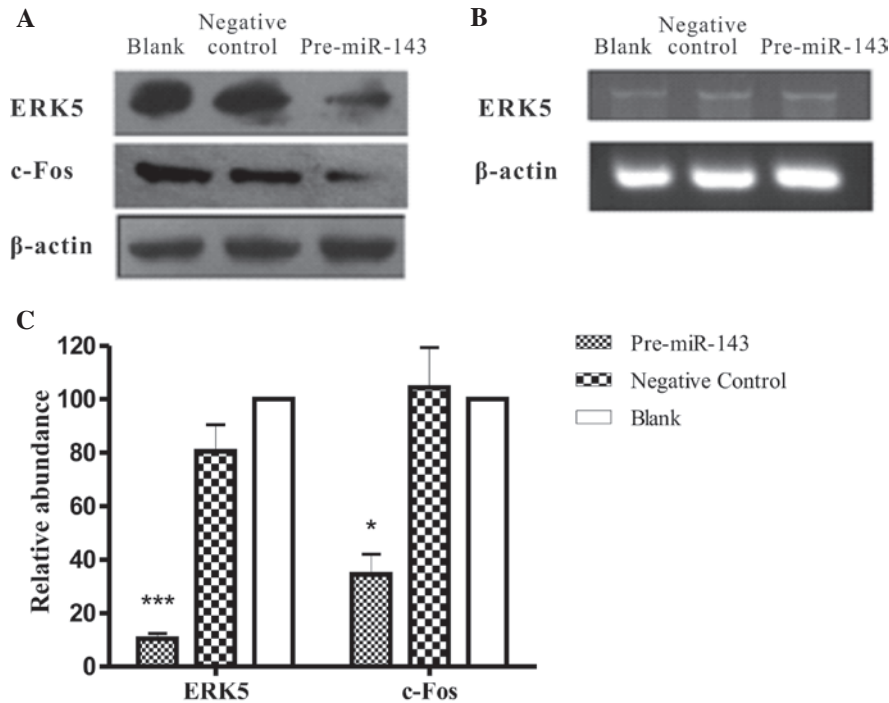 A
Blank
Negative control
Pre-miR-143
ERK5
c-Fos
β-actin
B
Blank
Negative control
Pre-miR-143
ERK5
β-actin
C
Relative abundance
120
100
80
60
40
20
0
***
*
ERK5
c-Fos
Pre-miR-143
Negative Control
Blank